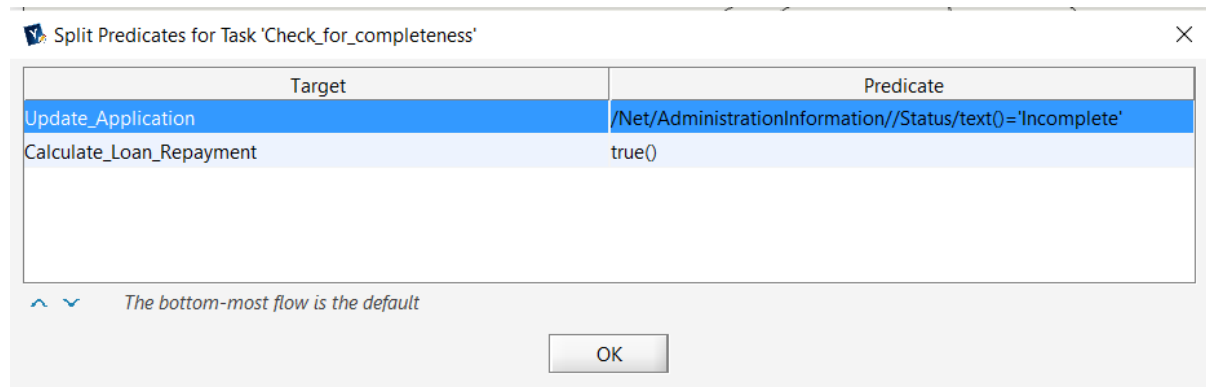 Split Predicates for Task 'Check_for_completeness'
Target Predicate
Update_Application /Net/AdministrationInformation//Status/text()='Incomplete'
Calculate_Loan_Repayment true()
The bottom-most flow is the default
OK